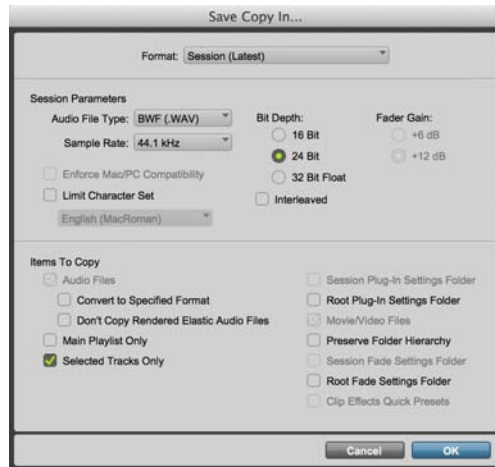 Save Copy In...
Format: Session (Latest)
Session Parameters
Audio File Type: BWF (.WAV)
Sample Rate: 44.1 kHz
Enforce Mac/PC Compatibility
Limit Character Set
English (MacRoman)
Bit Depth:
16 Bit
24 Bit
32 Bit Float
Interleaved
Fader Gain:
+6 dB
+12 dB
Items To Copy
Audio Files
Convert to Specified Format
Don't Copy Rendered Elastic Audio Files
Main Playlist Only
Selected Tracks Only
Session Plug-In Settings Folder
Root Plug-In Settings Folder
Movie/Video Files
Preserve Folder Hierarchy
Session Fade Settings Folder
Root Fade Settings Folder
Clip Effects Quick Presets
Cancel
OK